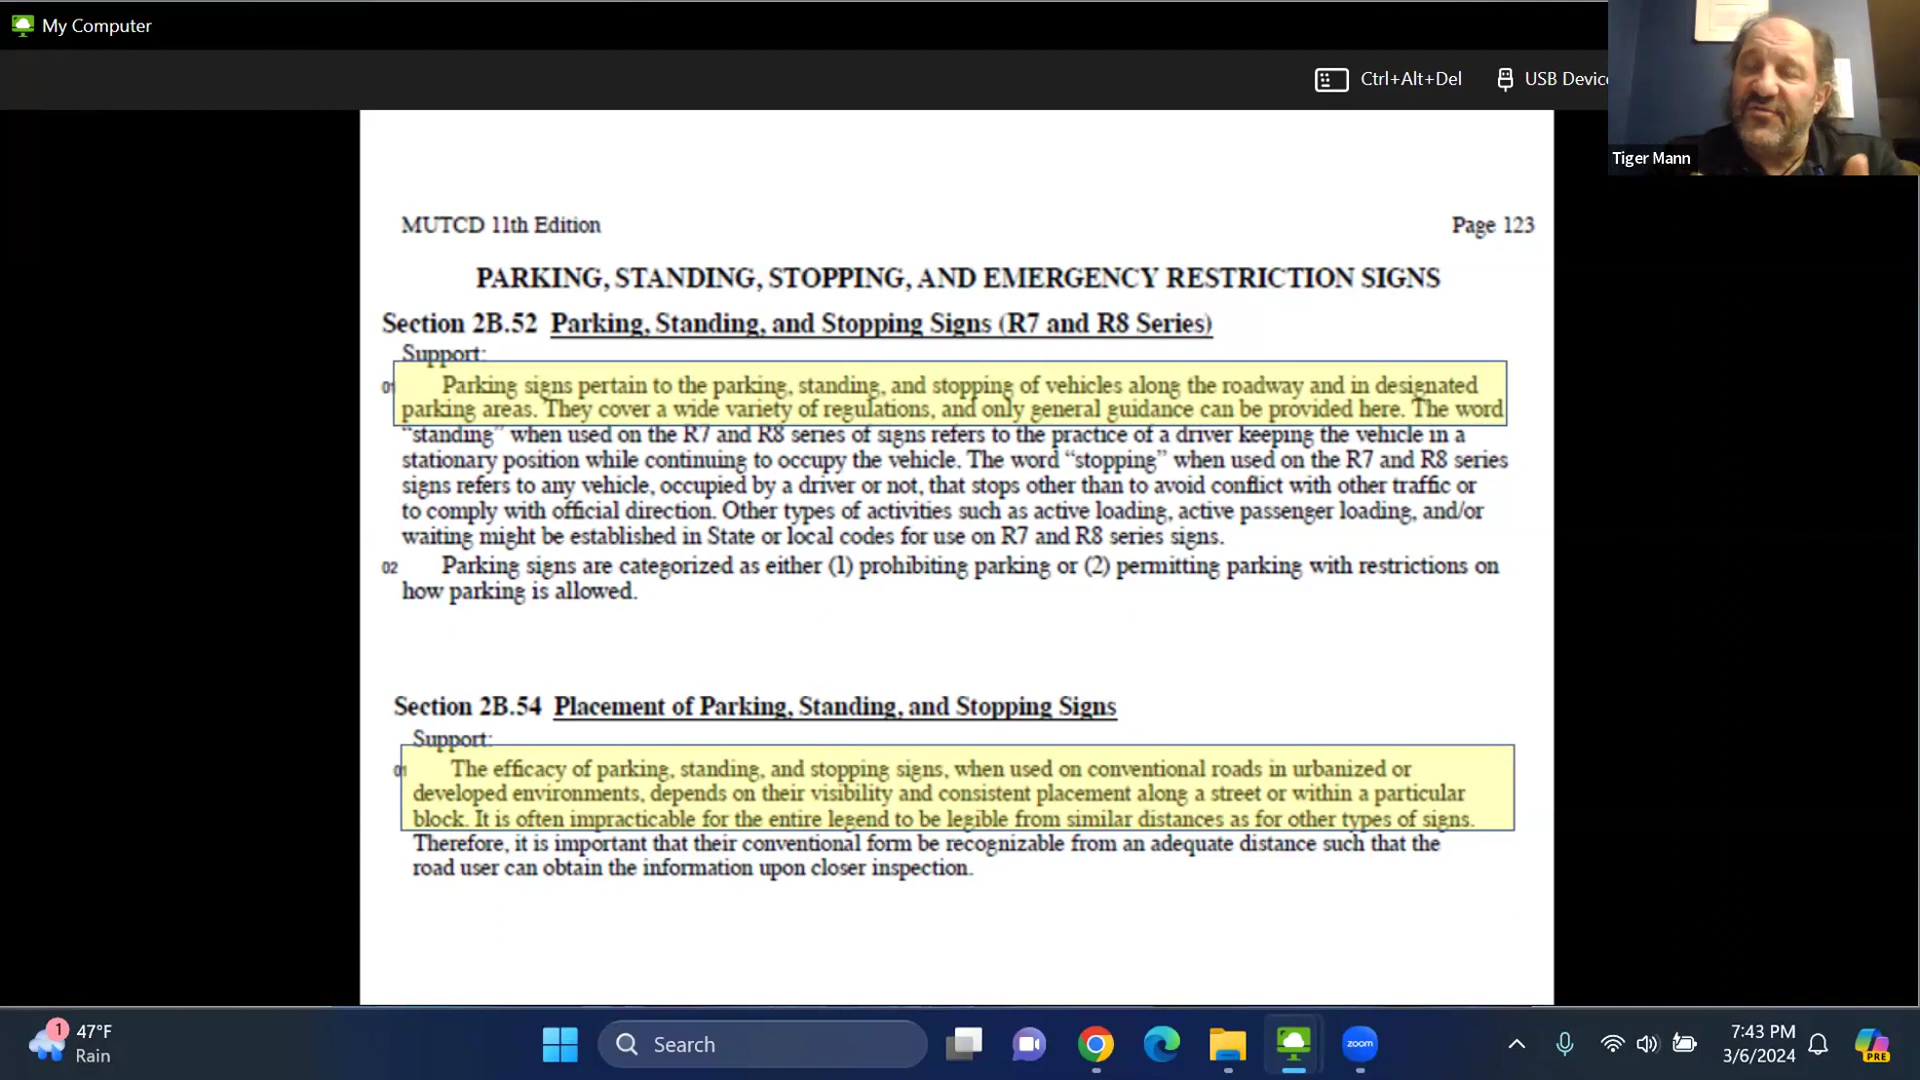 My Computer
Ctrl+Alt+Del
USB Device
Tiger Mann
MUTCD 11th Edition
Page 123
PARKING, STANDING, STOPPING, AND EMERGENCY RESTRICTION SIGNS
Section 2B.52 Parking, Standing, and Stopping Signs (R7 and R8 Series)
Support:
01 Parking signs pertain to the parking, standing, and stopping of vehicles along the roadway and in designated
parking areas. They cover a wide variety of regulations, and only general guidance can be provided here. The word
“standing” when used on the R7 and R8 series of signs refers to the practice of a driver keeping the vehicle in a
stationary position while continuing to occupy the vehicle. The word “stopping” when used on the R7 and R8 series
signs refers to any vehicle, occupied by a driver or not, that stops other than to avoid conflict with other traffic or
to comply with official direction. Other types of activities such as active loading, active passenger loading, and/or
waiting might be established in State or local codes for use on R7 and R8 series signs.
02 Parking signs are categorized as either (1) prohibiting parking or (2) permitting parking with restrictions on
how parking is allowed.
Section 2B.54 Placement of Parking, Standing, and Stopping Signs
Support:
01 The efficacy of parking, standing, and stopping signs, when used on conventional roads in urbanized or
developed environments, depends on their visibility and consistent placement along a street or within a particular
block. It is often impracticable for the entire legend to be legible from similar distances as for other types of signs.
Therefore, it is important that their conventional form be recognizable from an adequate distance such that the
road user can obtain the information upon closer inspection.
1
47°F
Rain
Search
zoom
7:43 PM
3/6/2024
PRE